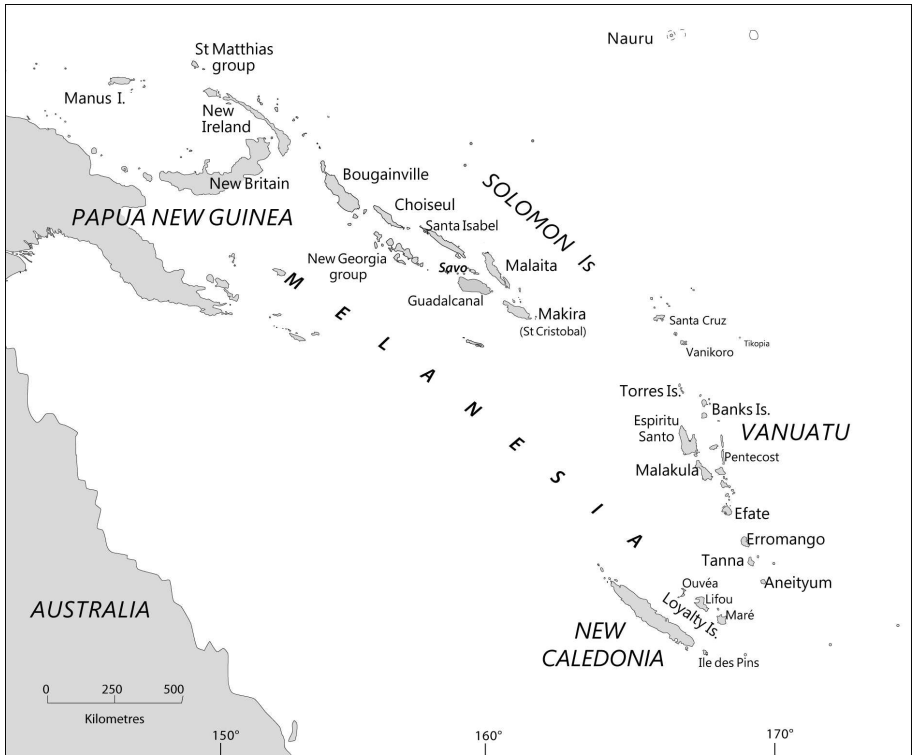 Nauru
St Matthias
group
Manus I.
New
Ireland
New Britain
Bougainville
PAPUA NEW GUINEA
Choiseul
SOLOMON Is
Santa Isabel
New Georgia
group
Savo
Malaita
Guadalcanal
Makira
(St Cristobal)
MELANESIA
Santa Cruz
Tikopia
Vanikoro
Torres Is.
Banks Is.
Espiritu
Santo
VANUATU
Pentecost
Malakula
Efate
Erromango
Tanna
Aneityum
Ouvéa
Lifou
Loyalty Is.
Maré
AUSTRALIA
NEW
CALEDONIA
Ile des Pins
0 250 500
Kilometres
150° 160° 170°